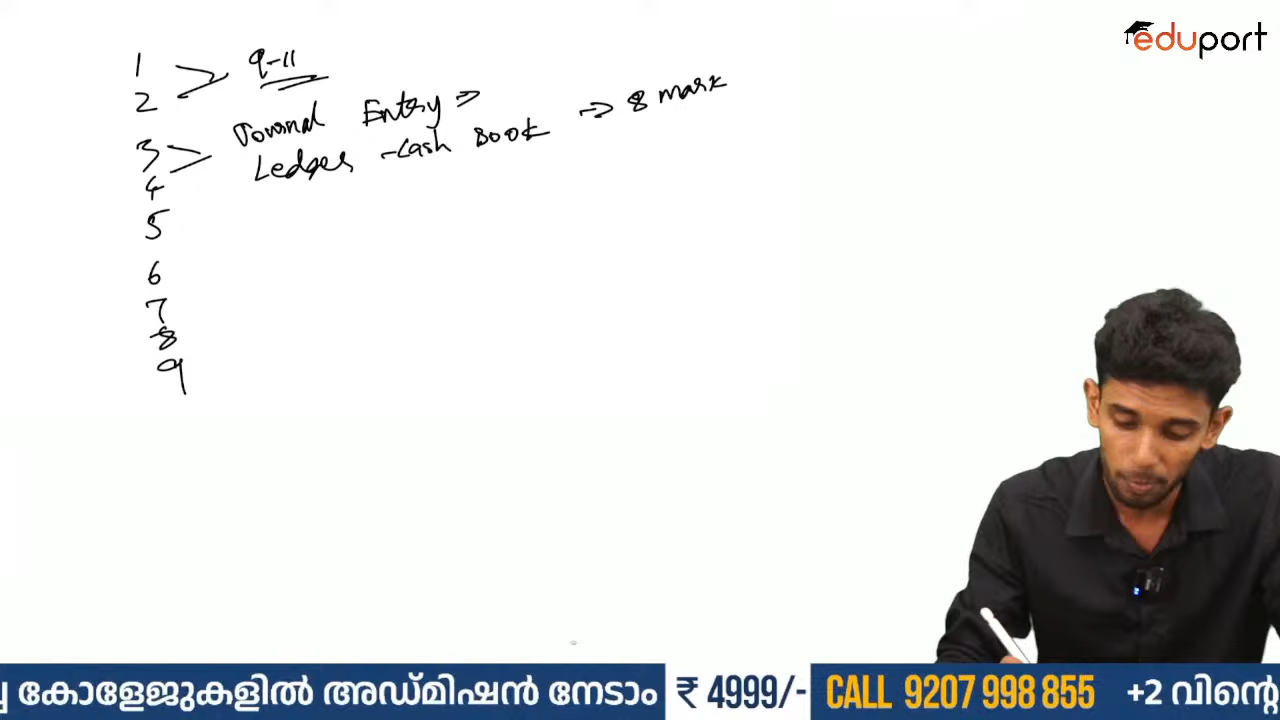 eduport
1
2
9-11
3
4
Journal Entry ⇒
Ledger - Cash Book → 8 mark
5
6
7
8
9
കോളേജുകളിൽ അഡ്മിഷൻ നേടാം
₹ 4999/-
CALL 9207 998 855
+2 വിന്റെ